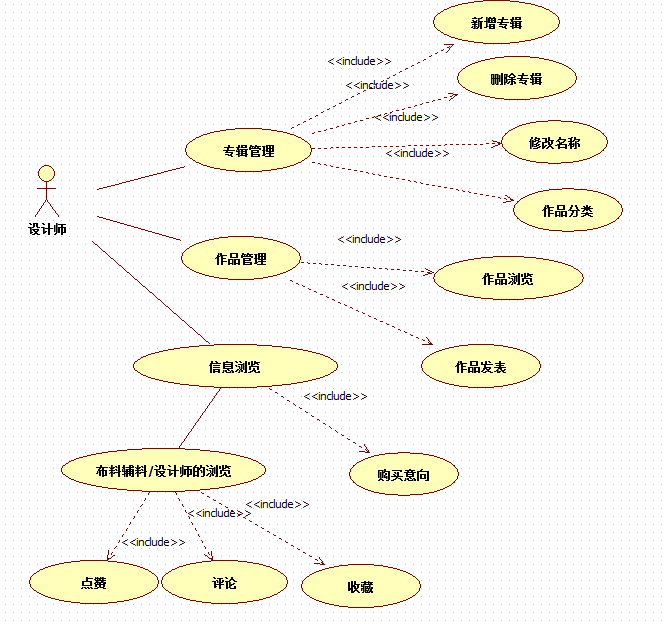 新增专辑
<<include>>
删除专辑
<<include>>
<<include>>
修改名称
专辑管理
<<include>>
作品分类
设计师
<<include>>
作品管理
作品浏览
<<include>>
信息浏览
作品发表
<<include>>
布料辅料/设计师的浏览
购买意向
<<include>>
<<include>>
<<include>>
点赞
评论
收藏